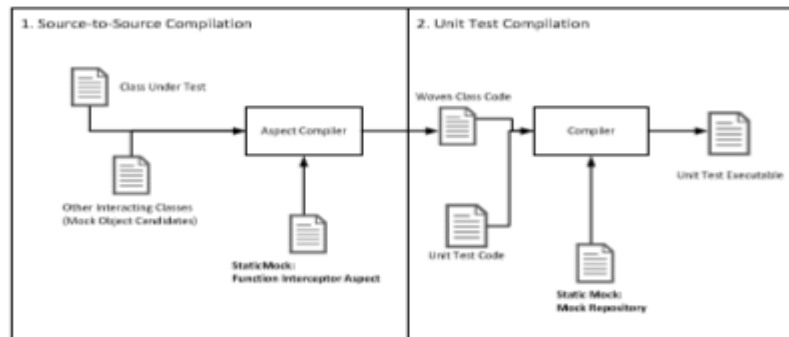 1. Source-to-Source Compilation
Class Under Test
Aspect Compiler
Other Interacting Classes
(Mock Object Candidates)
StaticMock:
Function Interceptor Aspect
2. Unit Test Compilation
Woven Class Code
Compiler
Unit Test Executable
Unit Test Code
Static Mock:
Mock Repository